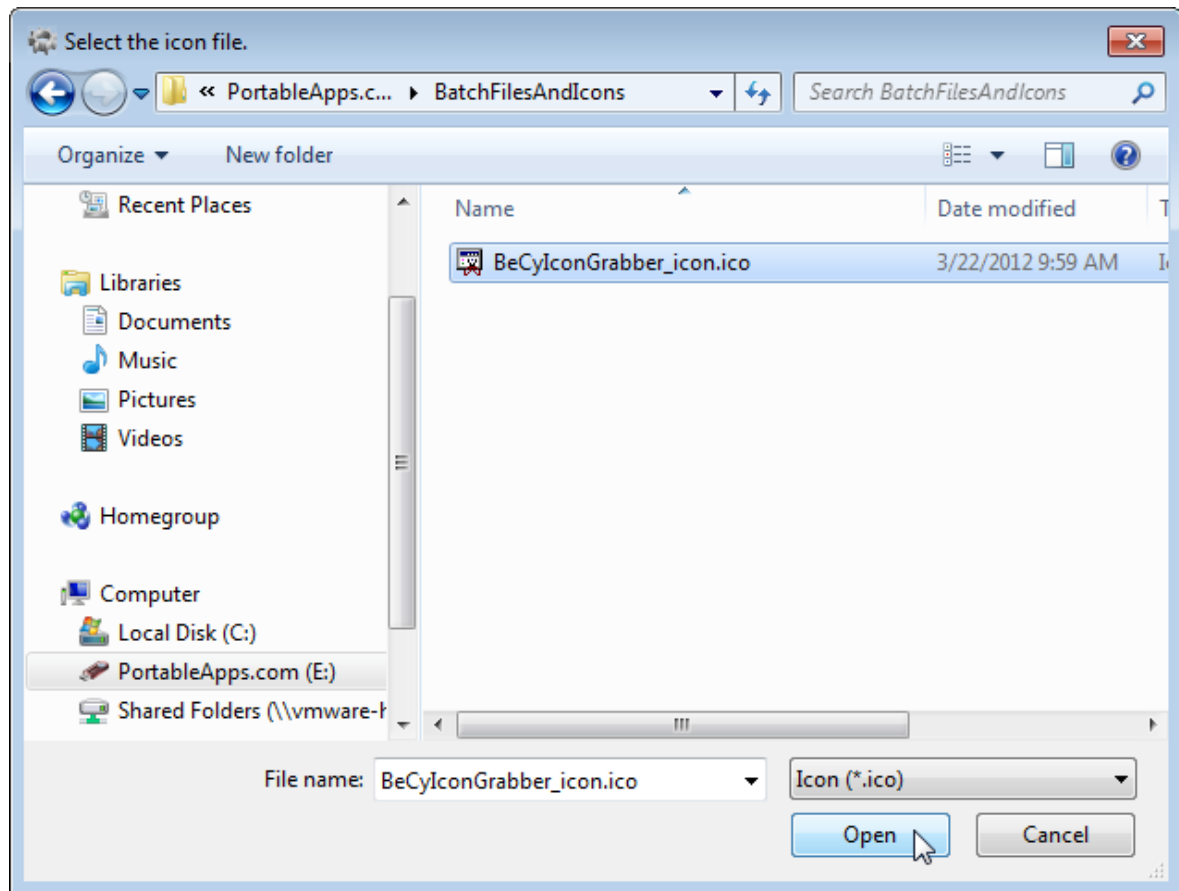 Select the icon file.
« PortableApps.c... BatchFilesAndIcons
Search BatchFilesAndIcons
Organize New folder
Name Date modified
BeCyIconGrabber_icon.ico 3/22/2012 9:59 AM
Recent Places
Libraries
Documents
Music
Pictures
Videos
Homegroup
Computer
Local Disk (C:)
PortableApps.com (E:)
Shared Folders (\\vmware-h
File name: BeCyIconGrabber_icon.ico Icon (*.ico)
Open Cancel